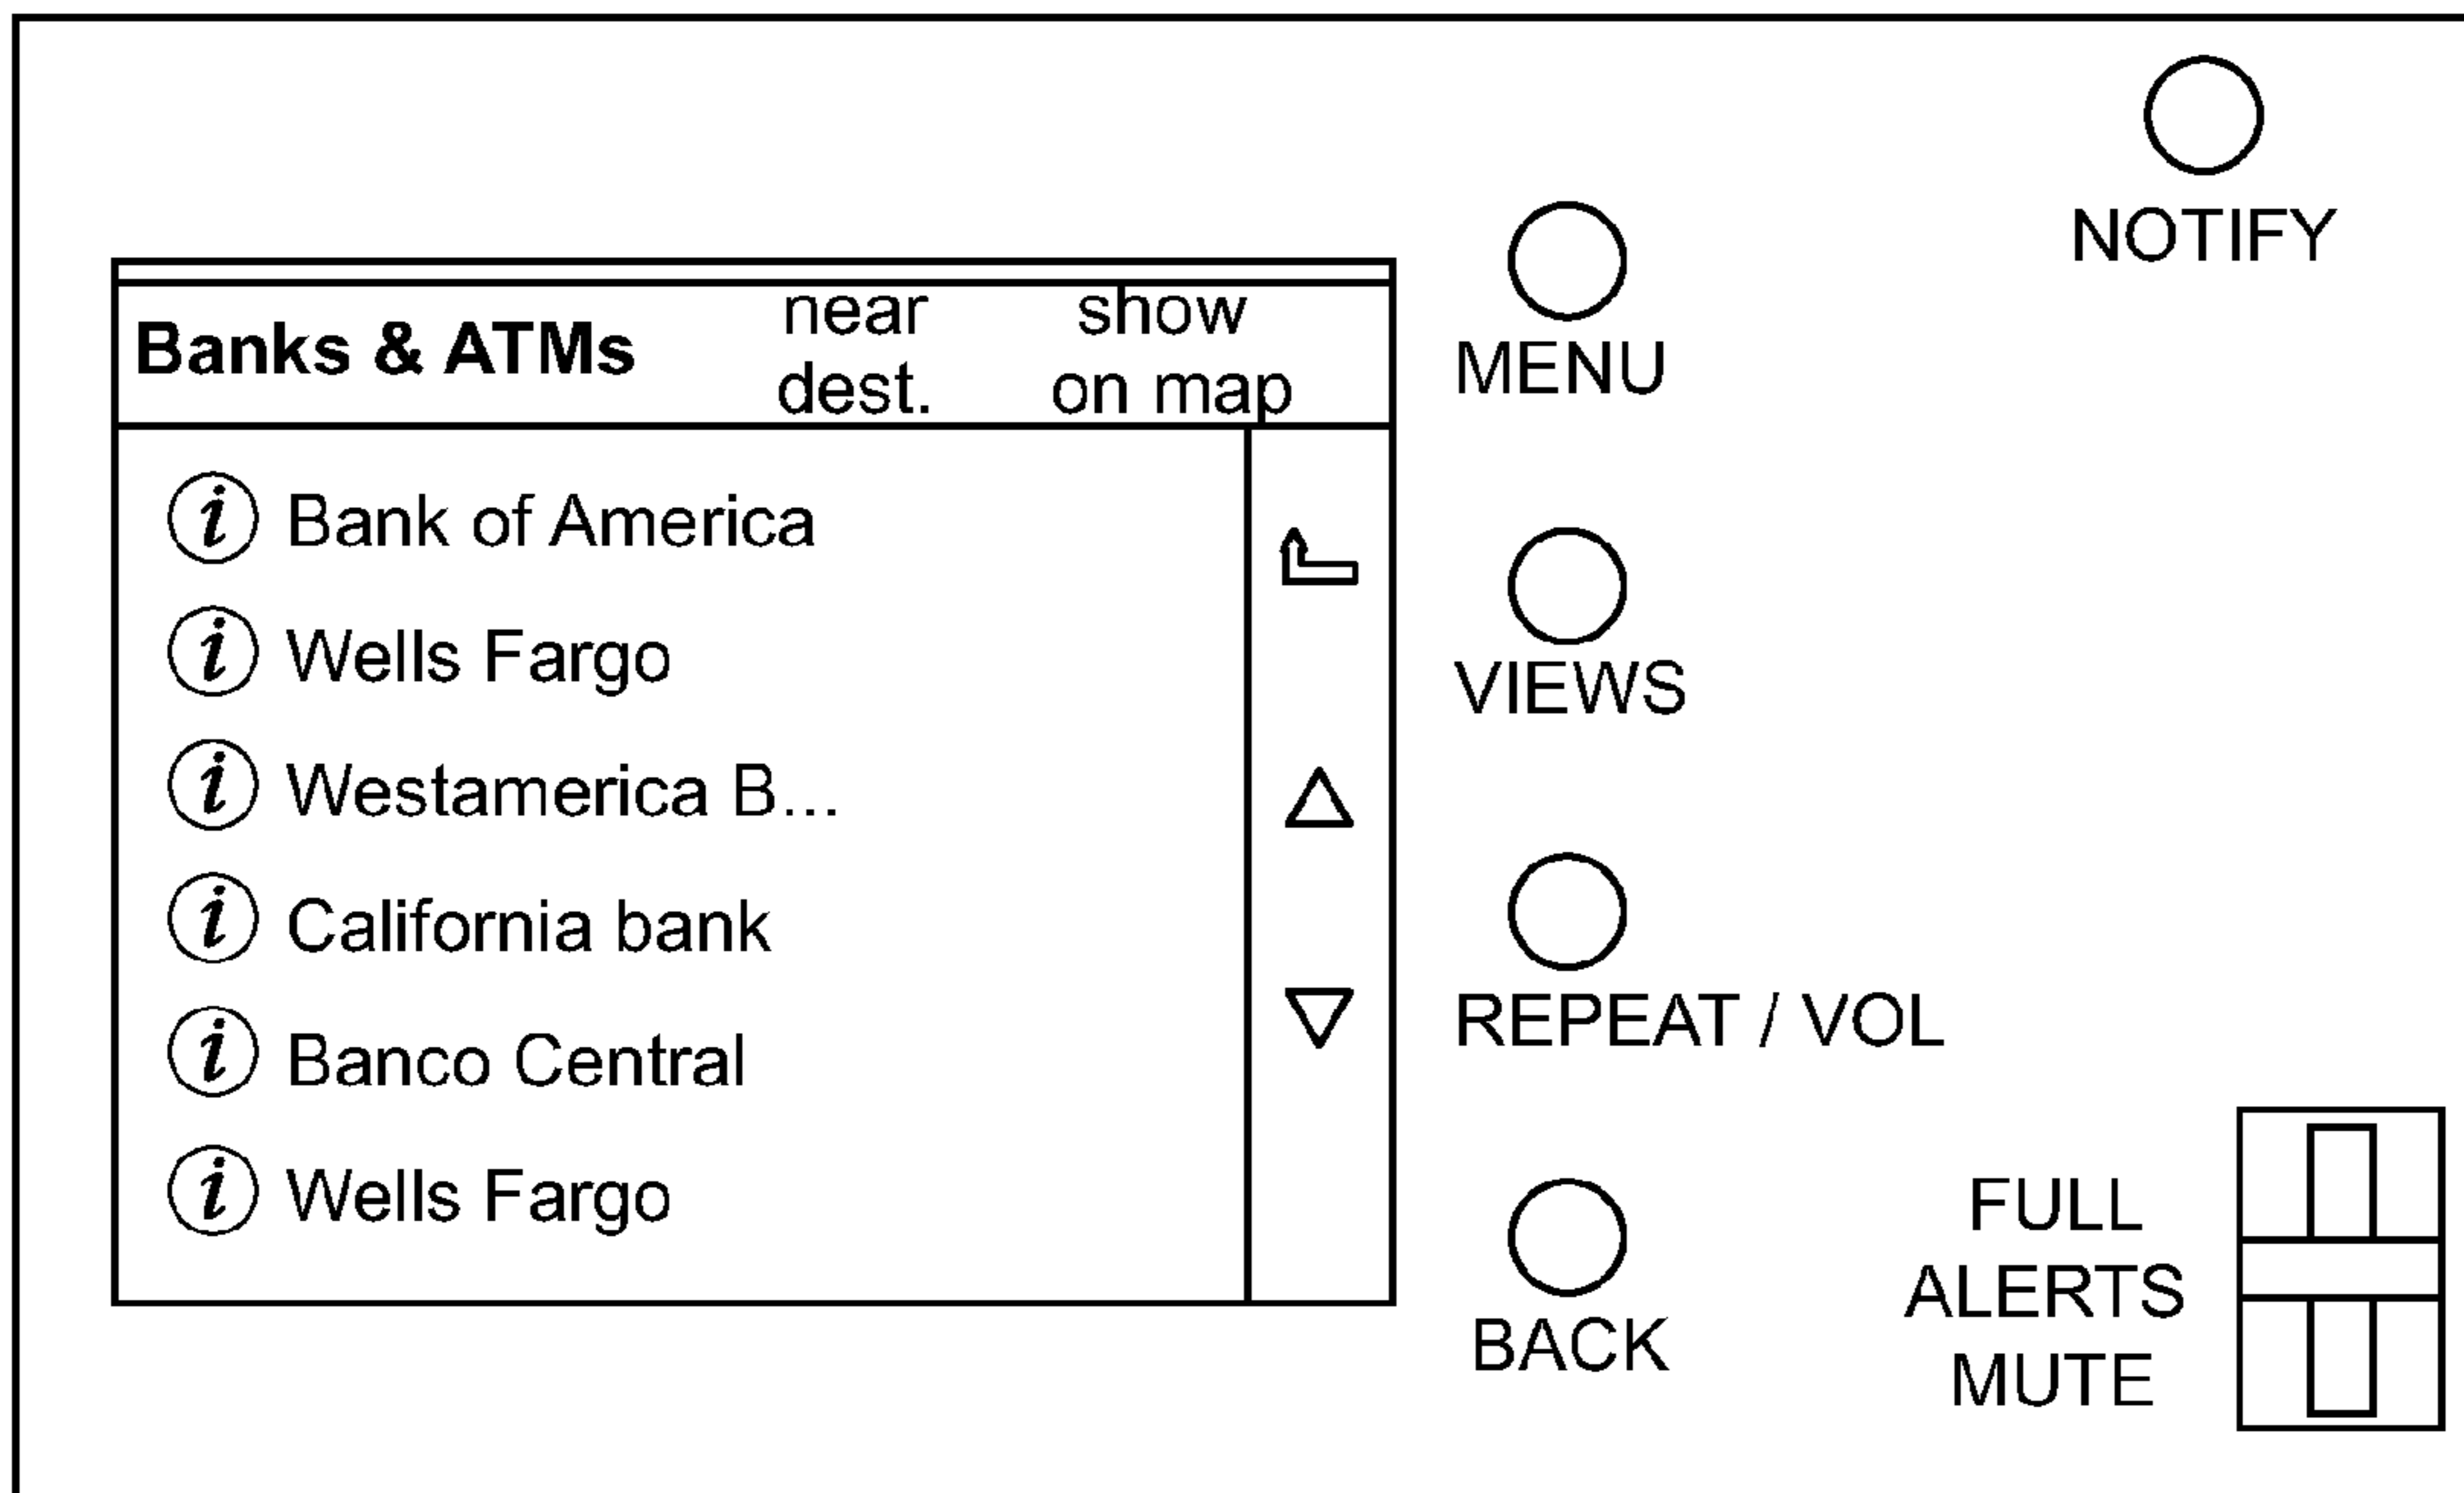 NOTIFY
MENU
Banks & ATMs
near
dest.
show
on map
Bank of America
Wells Fargo
Westamerica B...
California bank
Banco Central
Wells Fargo
VIEWS
REPEAT / VOL
BACK
FULL
ALERTS
MUTE